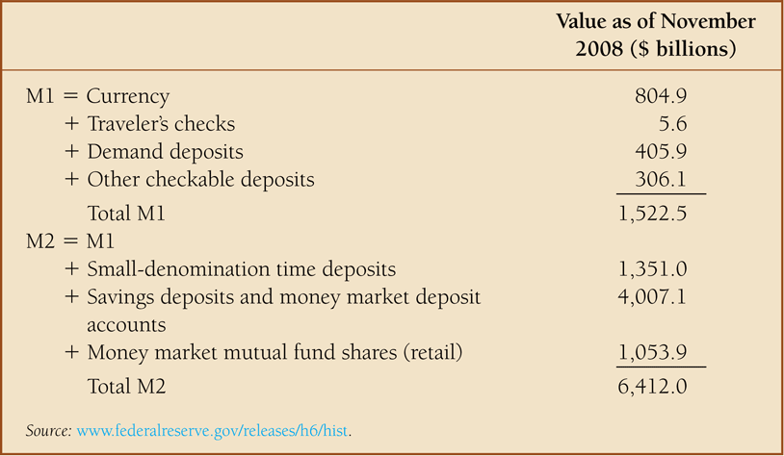 Value as of November
2008 ($ billions)
M1 = Currency 804.9
+ Traveler's checks 5.6
+ Demand deposits 405.9
+ Other checkable deposits 306.1
Total M1 1,522.5
M2 = M1
+ Small-denomination time deposits 1,351.0
+ Savings deposits and money market deposit 4,007.1
accounts
+ Money market mutual fund shares (retail) 1,053.9
Total M2 6,412.0
Source: www.federalreserve.gov/releases/h6/hist.